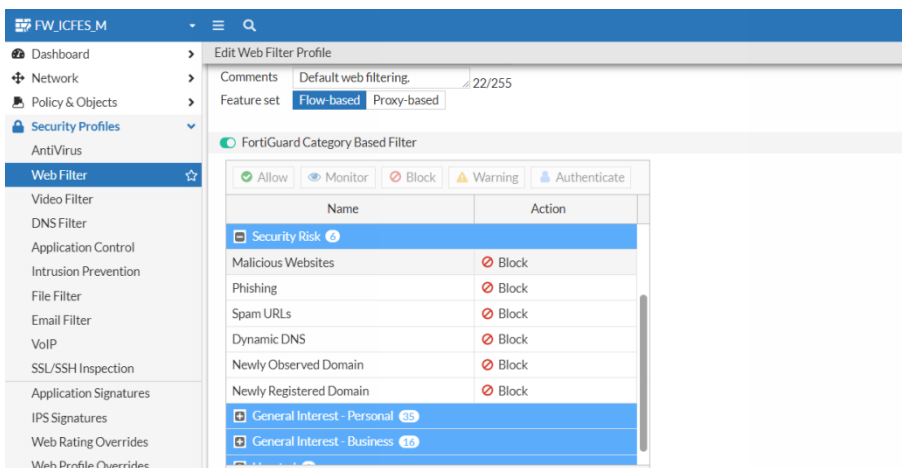 FW_ICFES_M
Dashboard
Network
Policy & Objects
Security Profiles
AntiVirus
Web Filter
Video Filter
DNS Filter
Application Control
Intrusion Prevention
File Filter
Email Filter
VoIP
SSL/SSH Inspection
Application Signatures
IPS Signatures
Web Rating Overrides
Web Profile Overrides
Edit Web Filter Profile
Comments Default web filtering. 22/255
Feature set Flow-based Proxy-based
FortiGuard Category Based Filter
Allow Monitor Block Warning Authenticate
Name Action
Security Risk 6
Malicious Websites Block
Phishing Block
Spam URLs Block
Dynamic DNS Block
Newly Observed Domain Block
Newly Registered Domain Block
General Interest - Personal 35
General Interest - Business 16